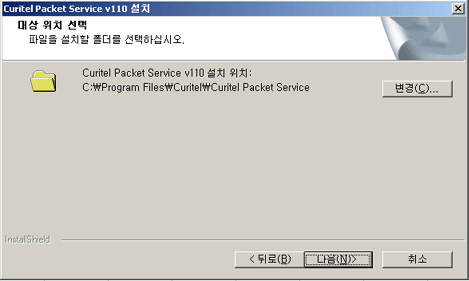 Curitel Packet Service v110 설치
대상 위치 선택
파일을 설치할 폴더를 선택하십시오.
Curitel Packet Service v110 설치 위치:
C:₩Program Files₩Curitel₩Curitel Packet Service
변경(C)...
InstallShield
< 뒤로(B)
다음(N)>
취소